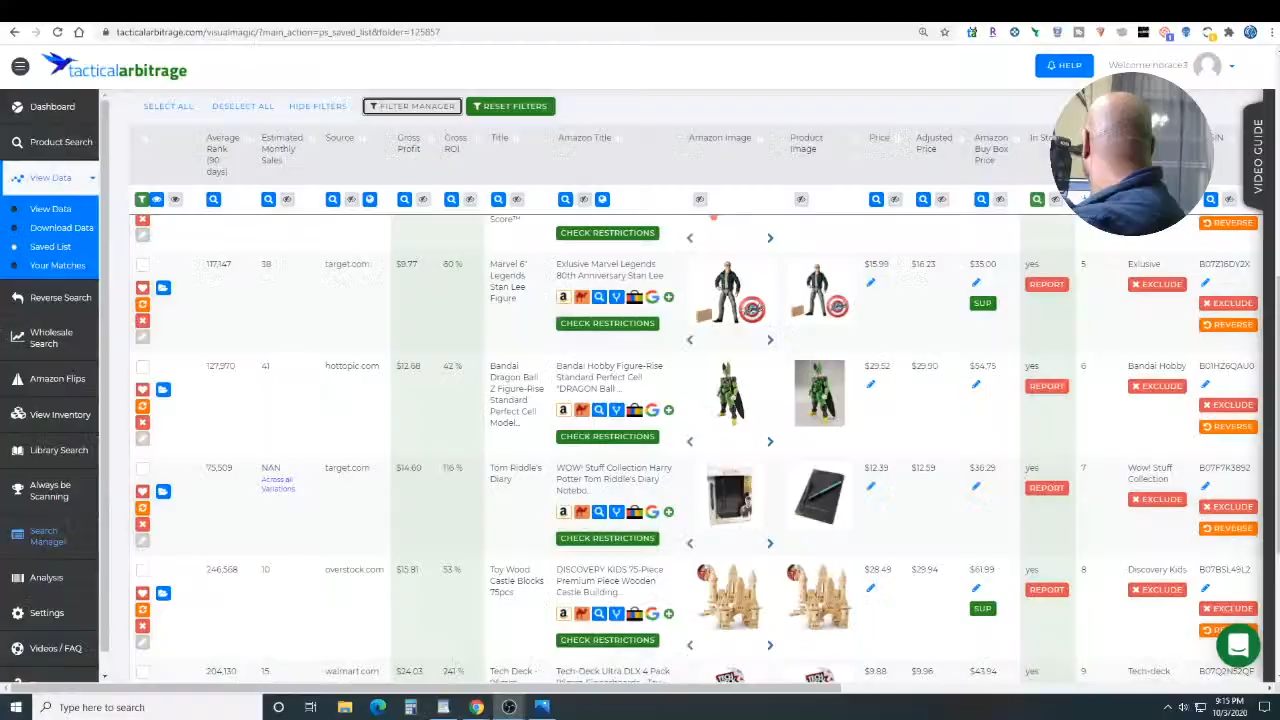 tacticalarbitrage.com/visualmagic/?main_action=ps_saved_list&folder=125857
tacticalarbitrage
HELP
Welcome horace3
Dashboard
Product Search
View Data
View Data
Download Data
Saved List
Your Matches
Reverse Search
Wholesale
Search
Amazon Flips
View Inventory
Library Search
Always be
Scanning
Search
Manager
Analysis
Settings
Videos / FAQ
SELECT ALL DESELECT ALL HIDE FILTERS FILTER MANAGER RESET FILTERS
VIDEO GUIDE
Average
Rank
(90
days)
Estimated
Monthly
Sales
Source
Gross
Profit
Gross
ROI
Title
Amazon Title
Amazon Image
Product
Image
Price
Adjusted
Price
Amazon
Buy Box
Price
Score™
CHECK RESTRICTIONS
REVERSE
117,147
38
target.com
$9.77
60 %
Marvel 6"
Legends
Stan Lee
Figure
Exlusive Marvel Legends
80th Anniversary Stan Lee
CHECK RESTRICTIONS
$15.99
$16.23
$35.00
SUP
yes
REPORT
5
Exlusive
EXCLUDE
B07Z16DY2X
EXCLUDE
REVERSE
127,970
41
hottopic.com
$12.68
42 %
Bandai
Dragon Ball
Z Figure-Rise
Standard
Perfect Cell
Model...
Bandai Hobby Figure-Rise
Standard Perfect Cell
"DRAGON Ball ...
CHECK RESTRICTIONS
$29.52
$29.90
$54.75
yes
REPORT
6
Bandai Hobby
EXCLUDE
B01HZ6QAU0
EXCLUDE
REVERSE
75,509
NAN
Across all
Variations
target.com
$14.60
116 %
Tom Riddle's
Diary
WOW! Stuff Collection Harry
Potter Tom Riddle's Diary
Notebo...
CHECK RESTRICTIONS
$12.39
$12.59
$36.29
yes
REPORT
7
Wow! Stuff
Collection
EXCLUDE
B07F7K3892
EXCLUDE
REVERSE
246,568
10
overstock.com
$15.81
53 %
Toy Wood
Castle Blocks
75pcs
DISCOVERY KIDS 75-Piece
Premium Piece Wooden
Castle Building...
CHECK RESTRICTIONS
$28.49
$29.94
$61.99
SUP
yes
REPORT
8
Discovery Kids
EXCLUDE
B07BSL49L2
EXCLUDE
204,130
15
walmart.com
$24.03
241 %
Tech Deck -
Tech-Deck Ultra DLX 4 Pack
$9.88
$9.96
$43.94
yes
9
Tech-deck
B07Q2N52QF
Type here to search
9:15 PM
10/3/2020